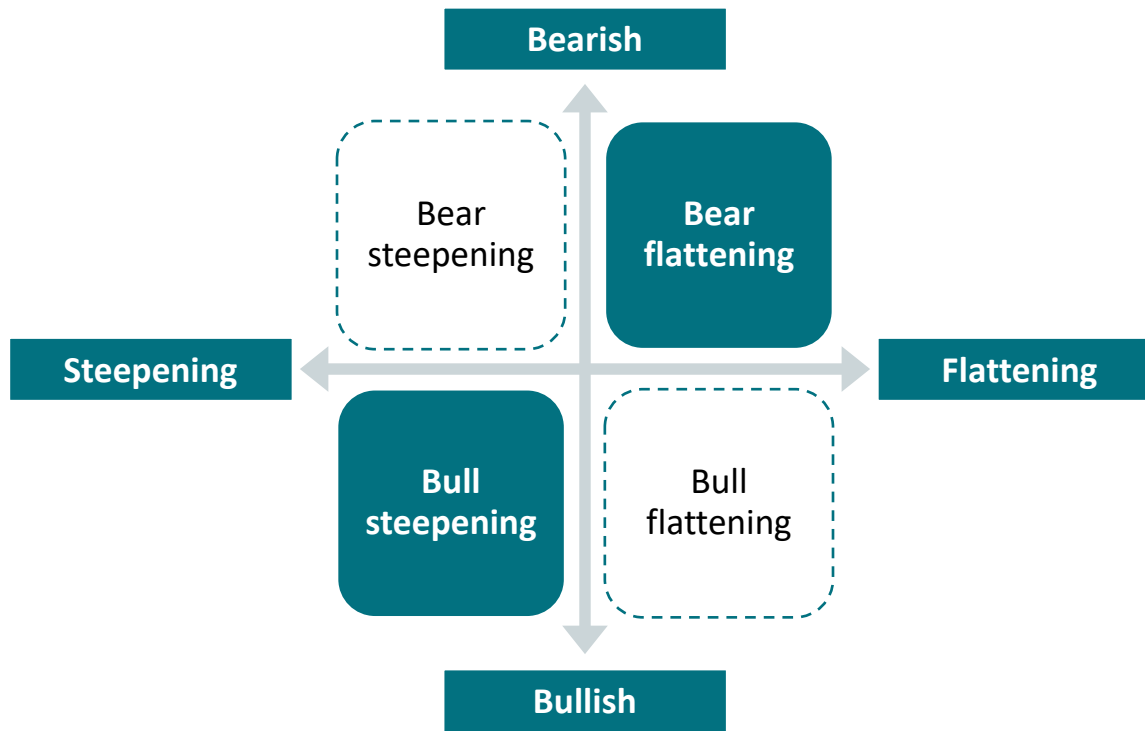 Bearish
Bear
steepening
Bear
flattening
Steepening
Flattening
Bull
steepening
Bull
flattening
Bullish